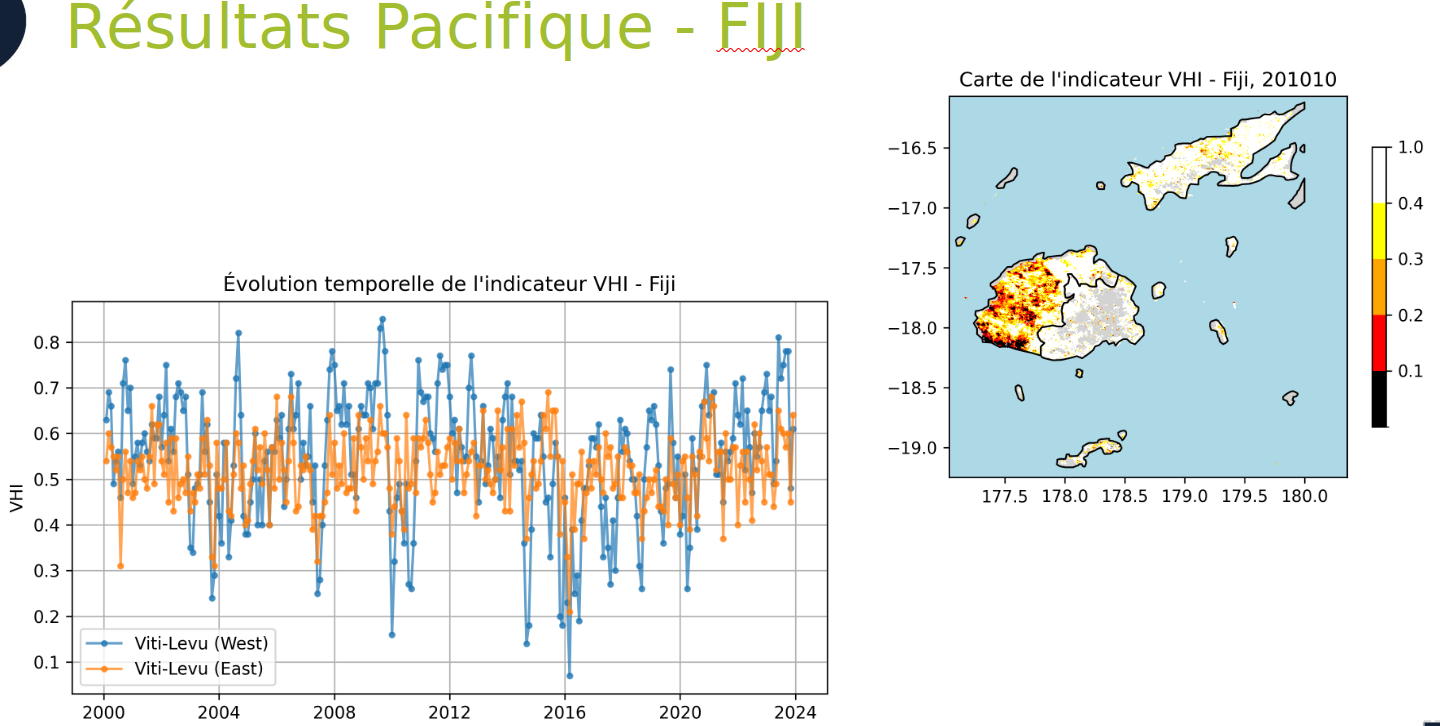 Résultats Pacifique - FIJI
Carte de l'indicateur VHI - Fiji, 201010
−16.5
−17.0
−17.5
−18.0
−18.5
−19.0
177.5 178.0 178.5 179.0 179.5 180.0
1.0
0.4
0.3
0.2
0.1
Évolution temporelle de l'indicateur VHI - Fiji
VHI
0.8
0.7
0.6
0.5
0.4
0.3
0.2
0.1
Viti-Levu (West)
Viti-Levu (East)
2000 2004 2008 2012 2016 2020 2024